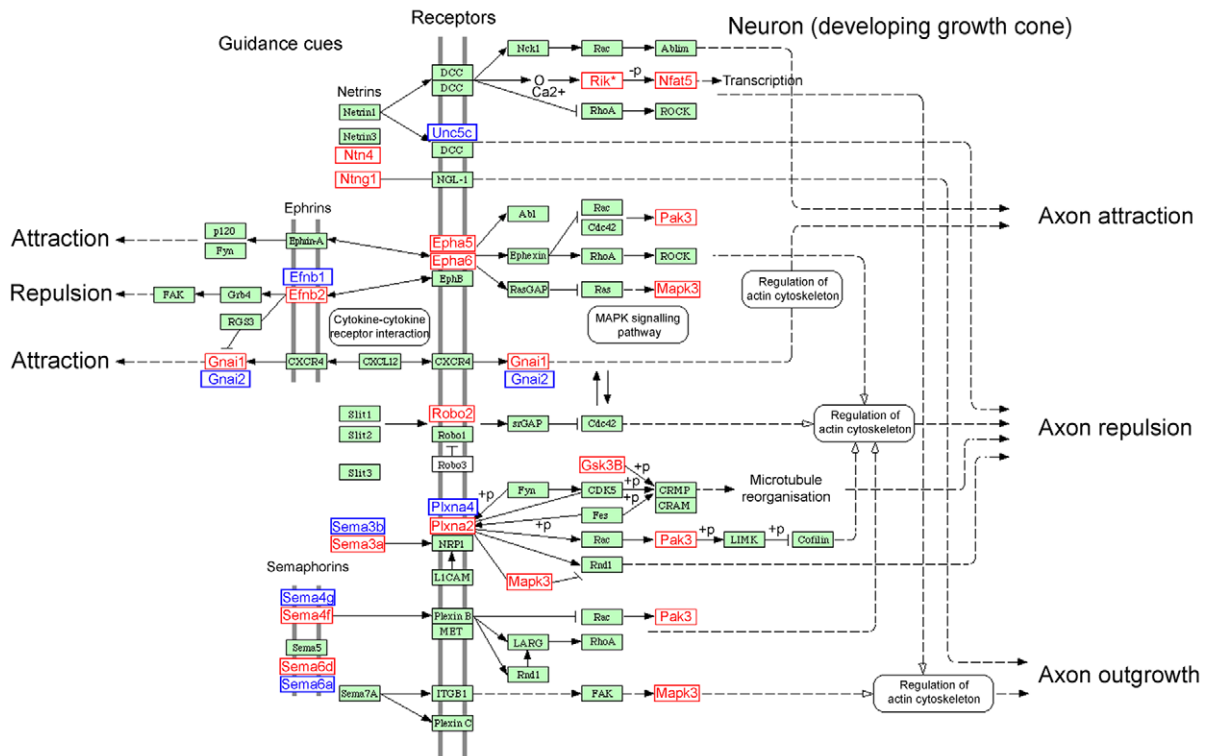 Receptors
Neuron (developing growth cone)
Guidance cues
Nck1
Rac
Ablim
DCC
DCC
O
Ca2+
Rik*
-p
Nfat5
Transcription
Netrins
Netrin1
RhoA
ROCK
Unc5c
Netrin3
DCC
Ntn4
Ntng1
NGL-1
Ephrins
Abl
Rac
Cdc42
Pak3
Axon attraction
p120
Fyn
Ephrin-A
Attraction
Epha5
Epha6
Ephexin
RhoA
ROCK
Efnb1
EphB
Regulation of
actin cytoskeleton
Repulsion
FAK
Grb4
Efnb2
RasGAP
Ras
Mapk3
RGS3
Cytokine-cytokine
receptor interaction
MAPK signalling
pathway
Attraction
Gnai1
Gnai2
CXCR4
CXCL12
CXCR4
Gnai1
Gnai2
Slit1
Slit2
Robo2
Robo1
srGAP
Cdc42
Regulation of
actin cytoskeleton
Axon repulsion
Slit3
Robo3
Gsk3B
+p
Fyn
CDK5
+p
CRMP
CRAM
Microtubule
reorganisation
+p
Plxna4
Fes
+p
Sema3b
Plxna2
+p
Sema3a
NRP1
Rac
Pak3
+p
LIMK
+p
Cofilin
Rnd1
L1CAM
Mapk3
Semaphorins
Sema4g
Sema4f
Plexin B
MET
Rac
Pak3
LARG
RhoA
Sema5
Sema6d
Sema6a
Rnd1
Axon outgrowth
Sema7A
ITGB1
FAK
Mapk3
Regulation of
actin cytoskeleton
Plexin C